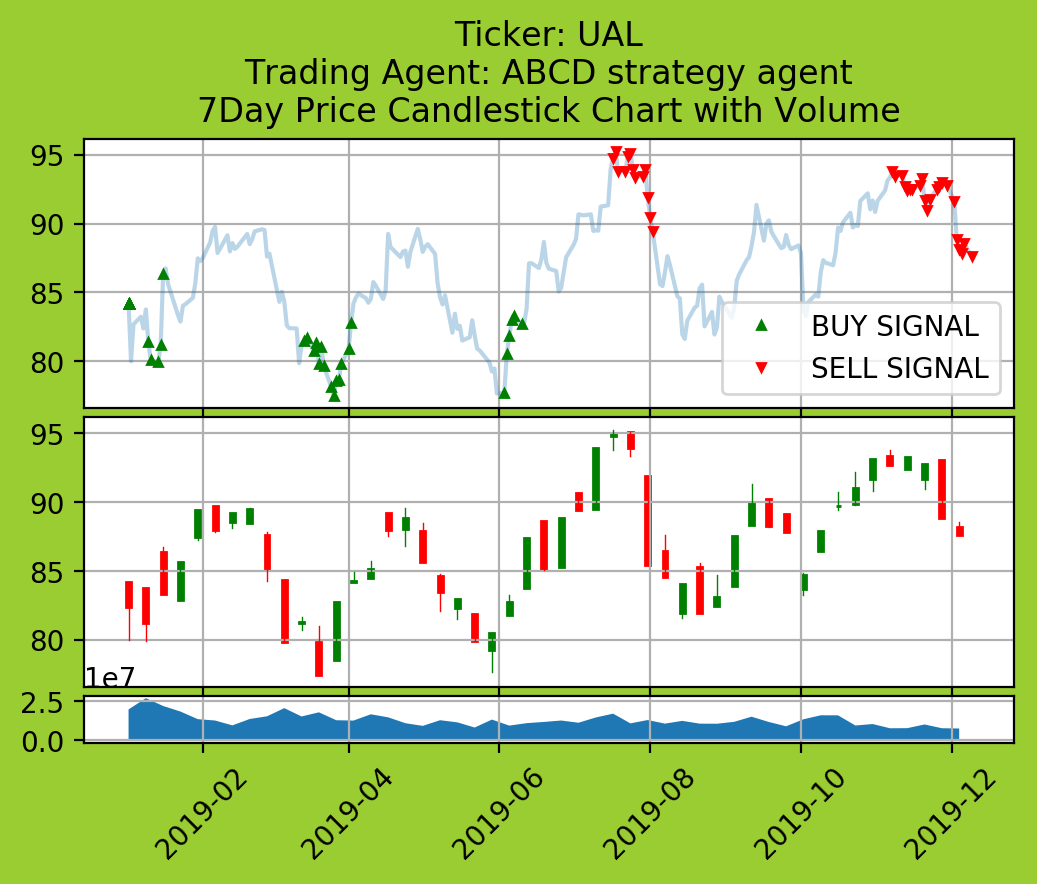 Ticker: UAL
Trading Agent: ABCD strategy agent
7Day Price Candlestick Chart with Volume
95
90
85
80
BUY SIGNAL
SELL SIGNAL
95
90
85
80
1e7
2.5
0.0
2019-02
2019-04
2019-06
2019-08
2019-10
2019-12